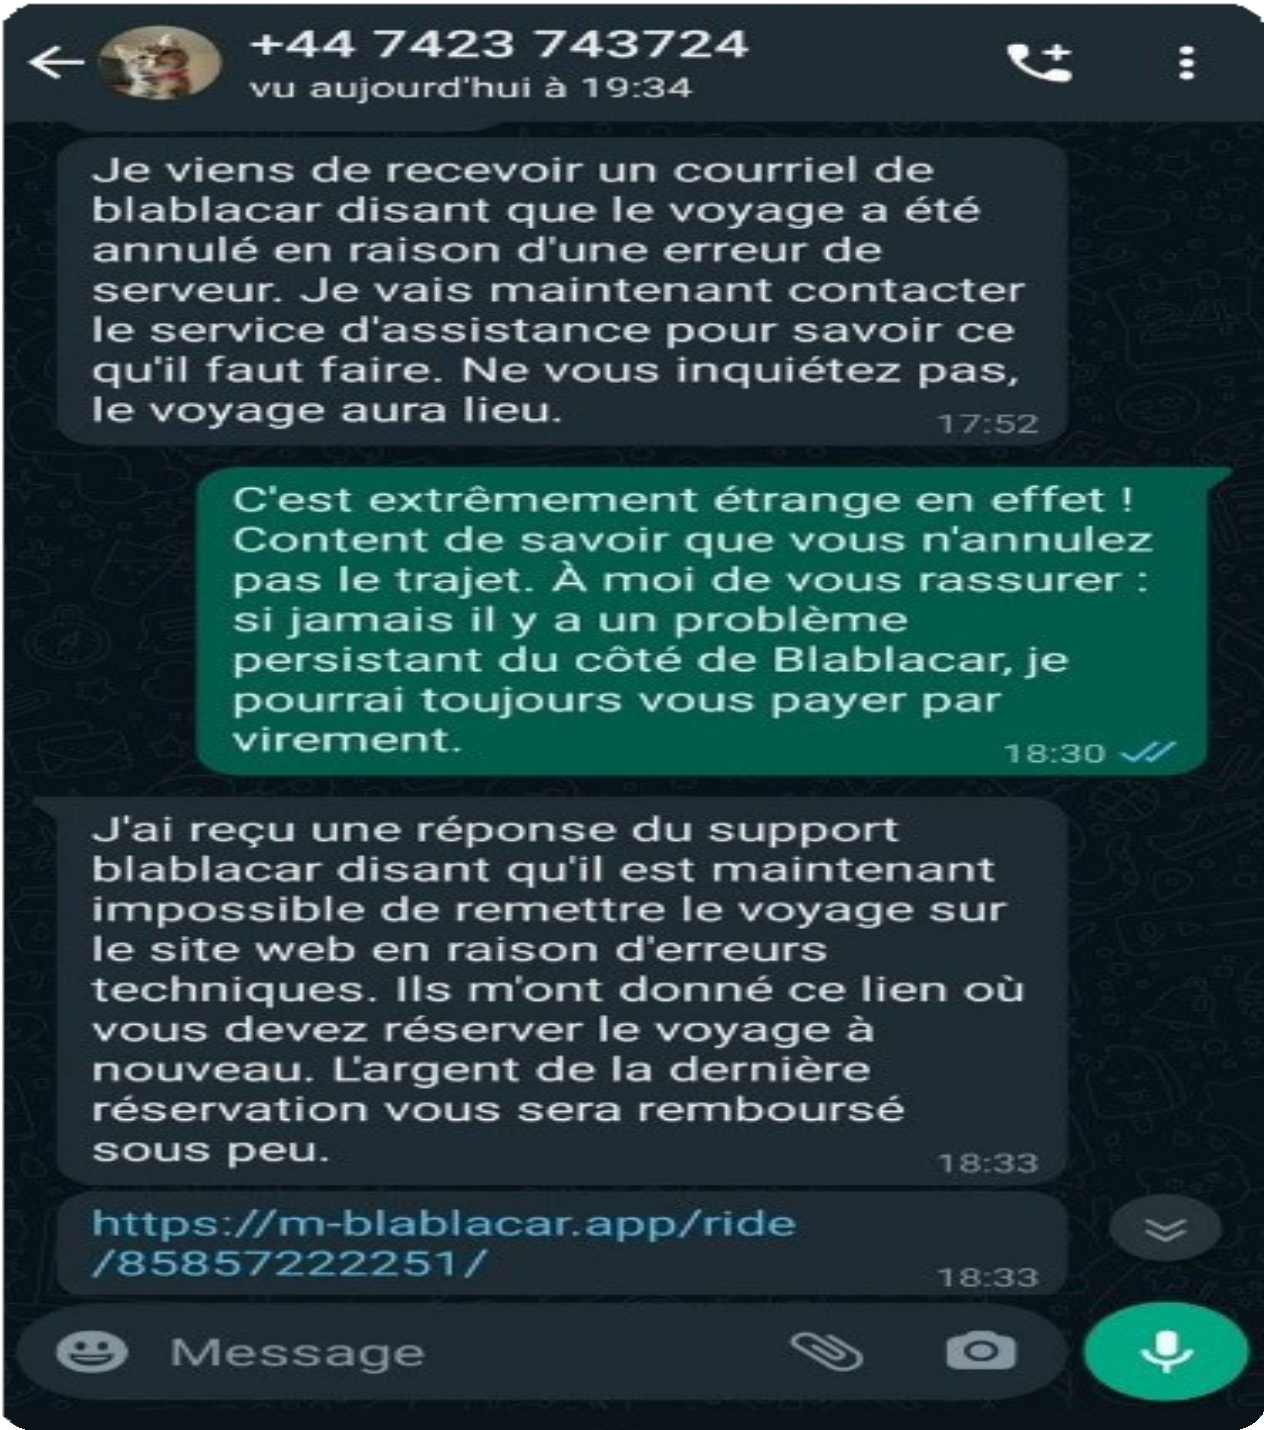 +44 7423 743724
vu aujourd'hui à 19:34
Je viens de recevoir un courriel de
blablacar disant que le voyage a été
annulé en raison d'une erreur de
serveur. Je vais maintenant contacter
le service d'assistance pour savoir ce
qu'il faut faire. Ne vous inquiétez pas,
le voyage aura lieu.
17:52
C'est extrêmement étrange en effet !
Content de savoir que vous n'annulez
pas le trajet. À moi de vous rassurer :
si jamais il y a un problème
persistant du côté de Blablacar, je
pourrai toujours vous payer par
virement.
18:30
J'ai reçu une réponse du support
blablacar disant qu'il est maintenant
impossible de remettre le voyage sur
le site web en raison d'erreurs
techniques. Ils m'ont donné ce lien où
vous devez réserver le voyage à
nouveau. L'argent de la dernière
réservation vous sera remboursé
sous peu.
18:33
https://m-blablacar.app/ride
/85857222251/
18:33
Message